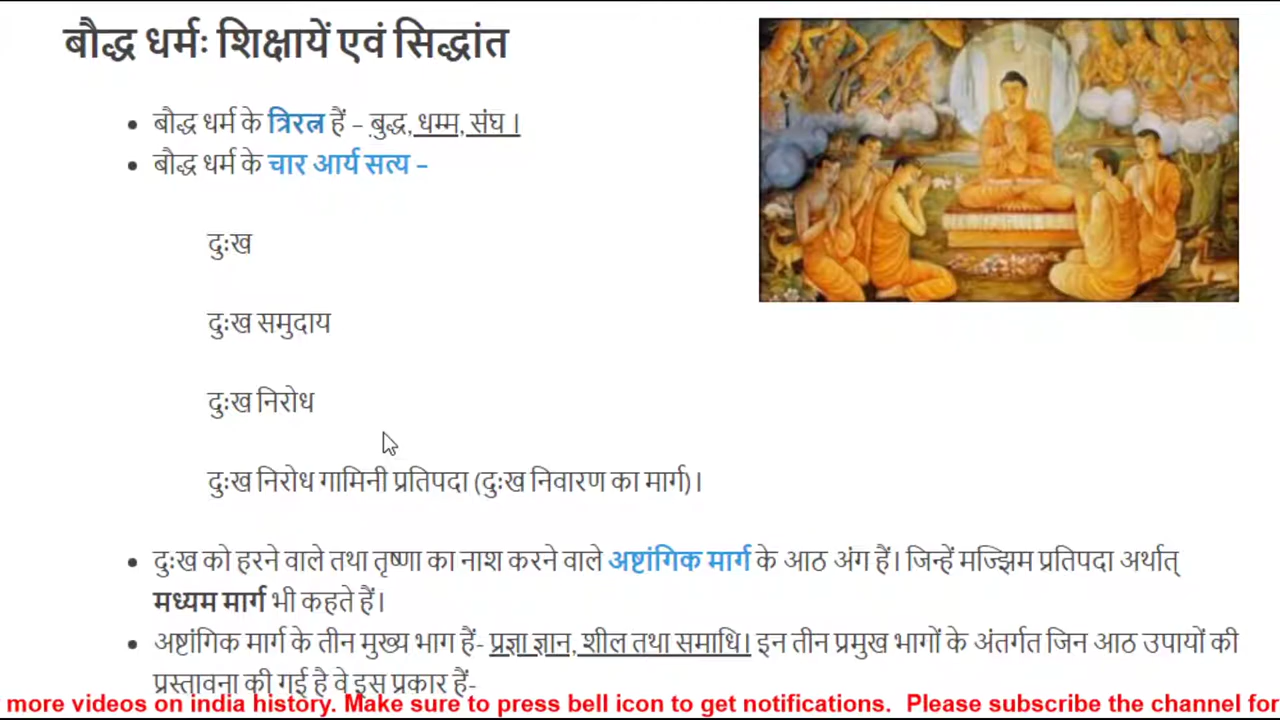 बौद्ध धर्मः शिक्षायें एवं सिद्धांत
बौद्ध धर्म के त्रिरत्न हैं – बुद्ध, धम्म, संघ ।
बौद्ध धर्म के चार आर्य सत्य –
दुःख
दुःख समुदाय
दुःख निरोध
दुःख निरोध गामिनी प्रतिपदा (दुःख निवारण का मार्ग)।
दुःख को हरने वाले तथा तृष्णा का नाश करने वाले अष्टांगिक मार्ग के आठ अंग हैं। जिन्हें मज्झिम प्रतिपदा अर्थात्
मध्यम मार्ग भी कहते हैं।
अष्टांगिक मार्ग के तीन मुख्य भाग हैं- प्रज्ञा ज्ञान, शील तथा समाधि। इन तीन प्रमुख भागों के अंतर्गत जिन आठ उपायों की
प्रस्तावना की गई है वे इस प्रकार हैं-
more videos on india history. Make sure to press bell icon to get notifications. Please subscribe the channel for